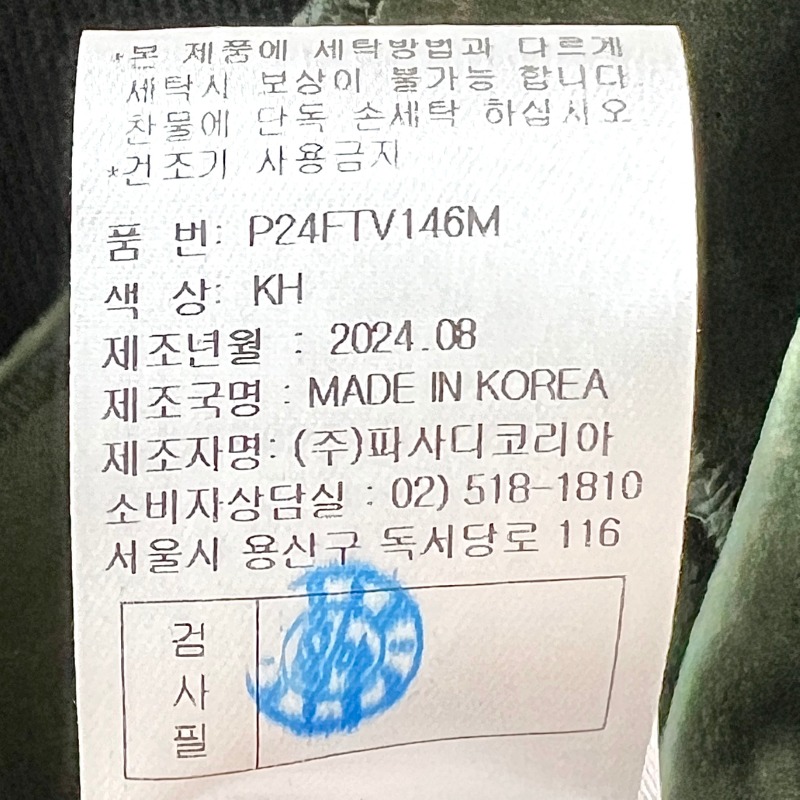 *본 제품에 세탁방법과 다르게
세탁시 보상이 불가능 합니다.
찬물에 단독 손세탁 하십시오
*건조기 사용금지
품 번: P24FTV146M
색 상: KH
제조년월 : 2024.08
제조국명 : MADE IN KOREA
제조자명: (주)파사디코리아
소비자상담실 : 02) 518-1810
서울시 용산구 독서당로 116
검
사
필